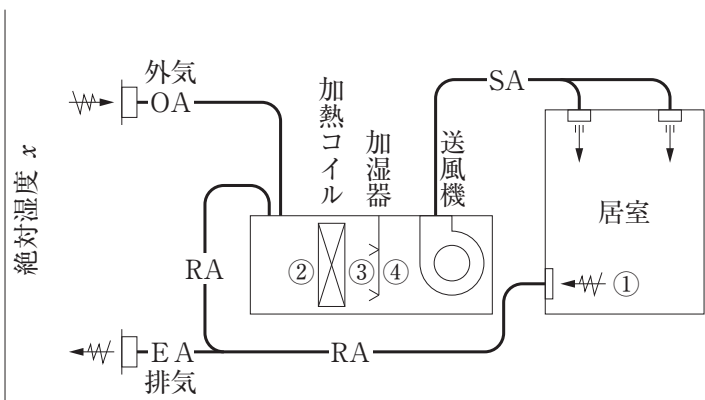 絶対湿度 x
外気
OA
加熱コイル
加湿器
送風機
SA
居室
RA
②
③
④
①
EA
排気
RA